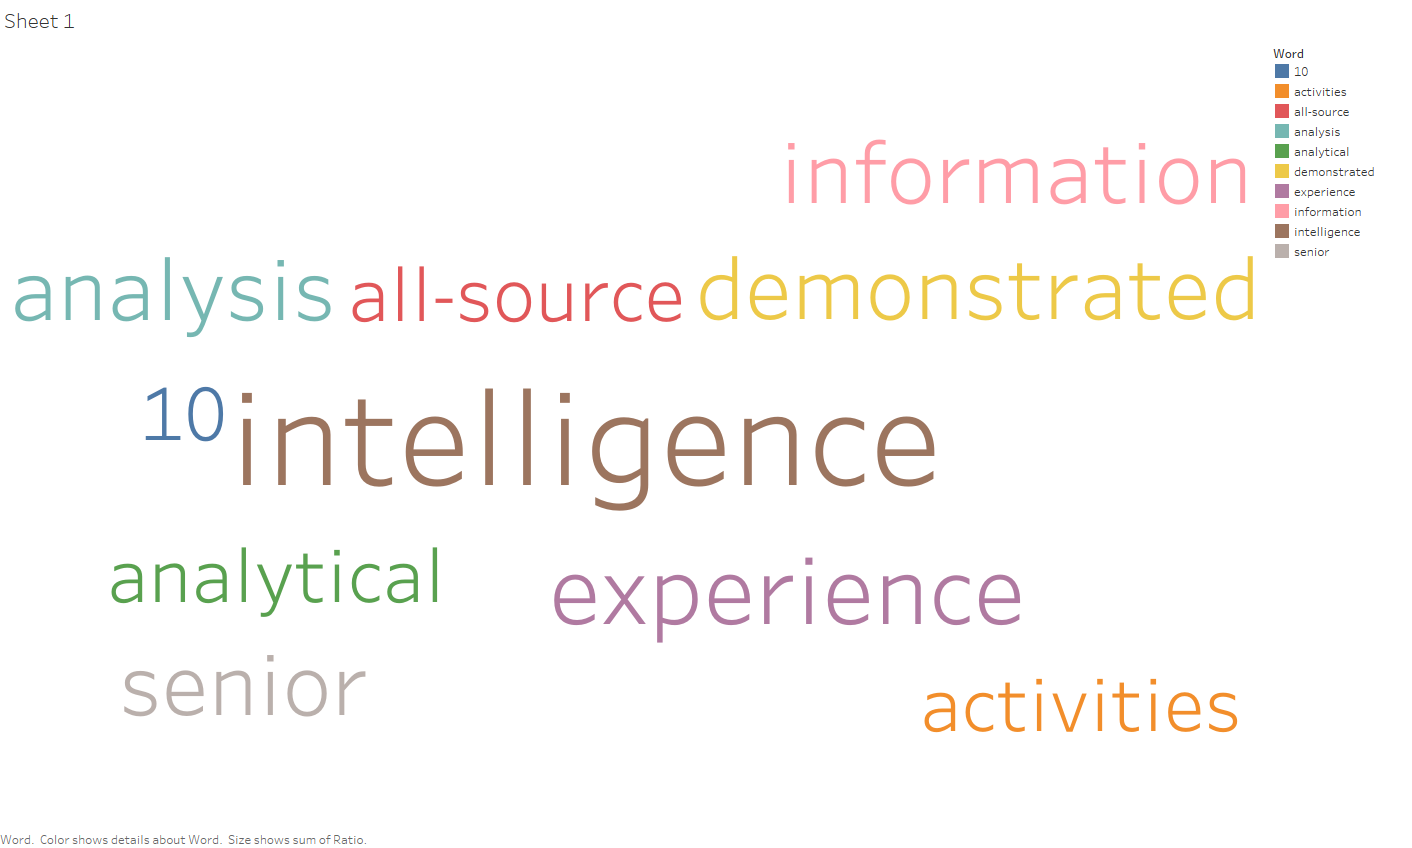 Sheet 1
information
analysis all-source demonstrated
10 intelligence
analytical experience
senior
activities
Word
10
activities
all-source
analysis
analytical
demonstrated
experience
information
intelligence
senior
Word.  Color shows details about Word.  Size shows sum of Ratio.